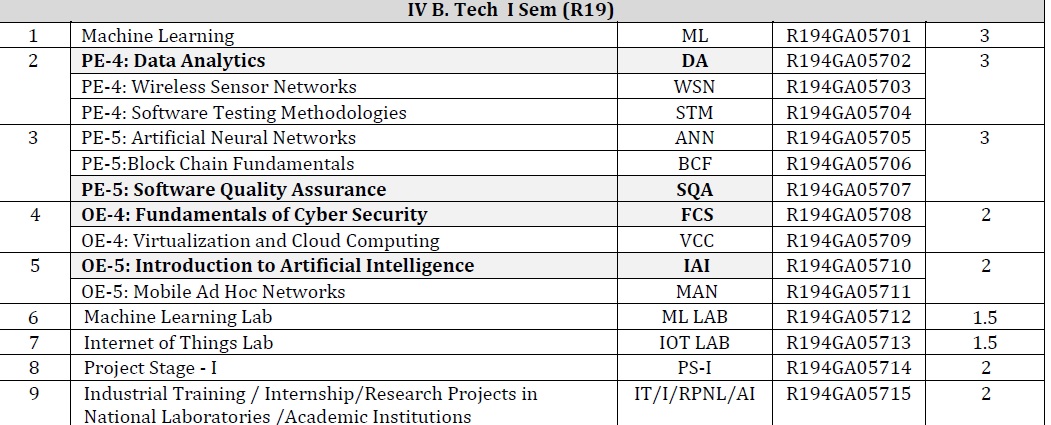 IV B. Tech I Sem (R19)
1 Machine Learning ML R194GA05701 3
2 PE-4: Data Analytics DA R194GA05702 3
PE-4: Wireless Sensor Networks WSN R194GA05703
PE-4: Software Testing Methodologies STM R194GA05704
3 PE-5: Artificial Neural Networks ANN R194GA05705 3
PE-5:Block Chain Fundamentals BCF R194GA05706
PE-5: Software Quality Assurance SQA R194GA05707
4 OE-4: Fundamentals of Cyber Security FCS R194GA05708 2
OE-4: Virtualization and Cloud Computing VCC R194GA05709
5 OE-5: Introduction to Artificial Intelligence IAI R194GA05710 2
OE-5: Mobile Ad Hoc Networks MAN R194GA05711
6 Machine Learning Lab ML LAB R194GA05712 1.5
7 Internet of Things Lab IOT LAB R194GA05713 1.5
8 Project Stage - I PS-I R194GA05714 2
9 Industrial Training / Internship/Research Projects in IT/I/RPNL/AI R194GA05715 2
National Laboratories /Academic Institutions